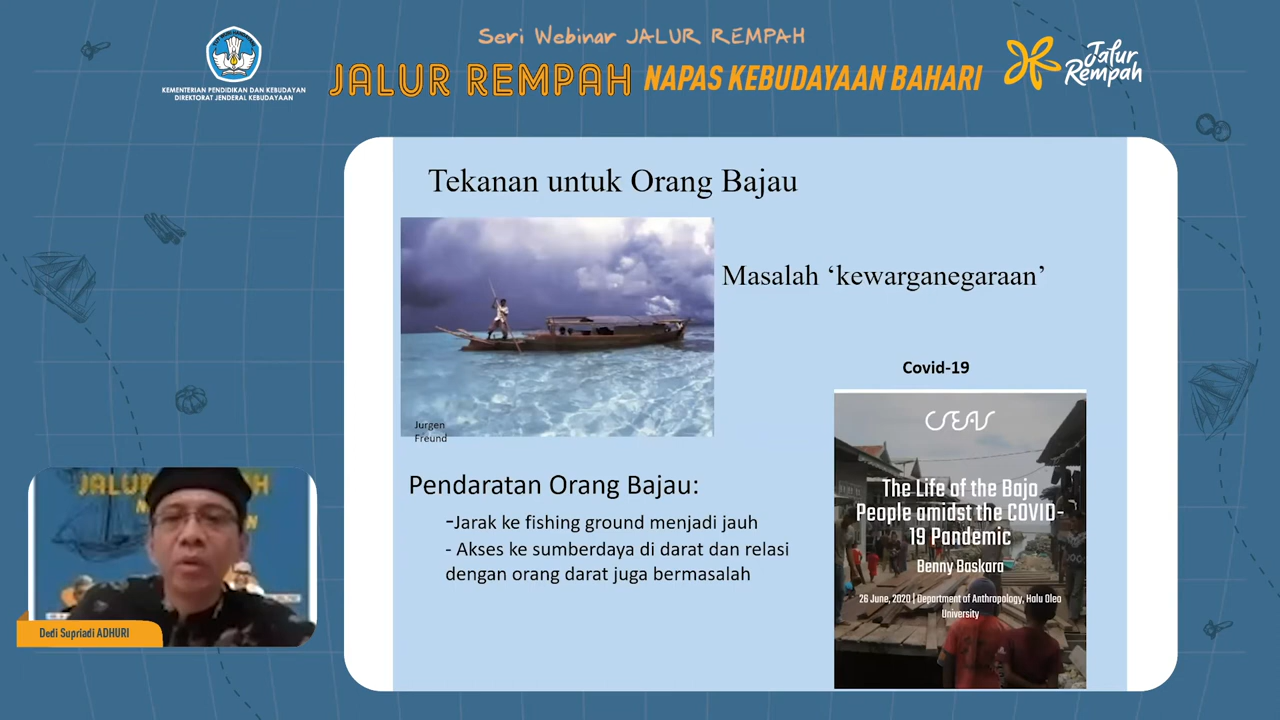 Seri Webinar JALUR REMPAH
JALUR REMPAH NAPAS KEBUDAYAAN BAHARI
KEMENTERIAN PENDIDIKAN DAN KEBUDAYAAN
DIREKTORAT JENDERAL KEBUDAYAAN
Jalur
Rempah
Tekanan untuk Orang Bajau
Masalah ‘kewarganegaraan’
Jurgen
Freund
Covid-19
CSEAS
The Life of the Bajo
People amidst the COVID-
19 Pandemic
Benny Baskara
26 June, 2020 | Department of Anthropology, Halu Oleo
University
Pendaratan Orang Bajau:
-Jarak ke fishing ground menjadi jauh
- Akses ke sumberdaya di darat dan relasi
dengan orang darat juga bermasalah
Dedi Supriadi ADHURI